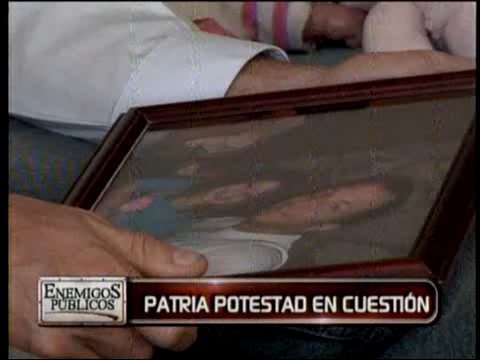 ENEMIGOS
PÚBLICOS
PATRIA POTESTAD EN CUESTIÓN